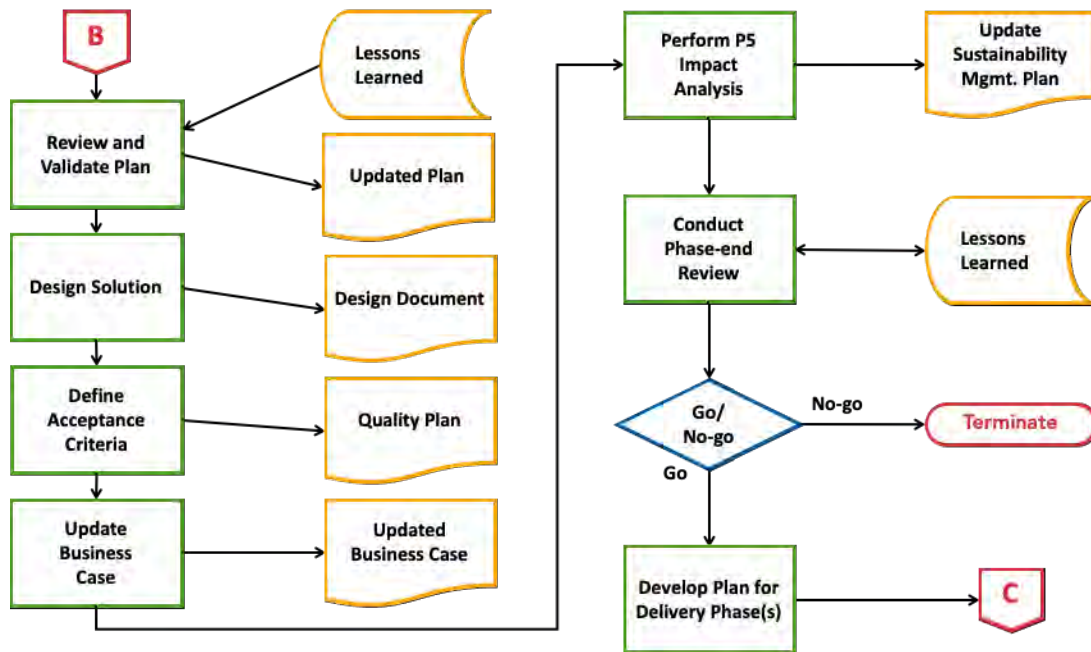 B
Lessons
Learned
Review and
Validate Plan
Updated Plan
Design Solution
Design Document
Define
Acceptance
Criteria
Quality Plan
Update
Business
Case
Updated
Business Case
Perform P5
Impact
Analysis
Update
Sustainability
Mgmt. Plan
Conduct
Phase-end
Review
Lessons
Learned
Go/
No-go
No-go
Terminate
Go
Develop Plan for
Delivery Phase(s)
C